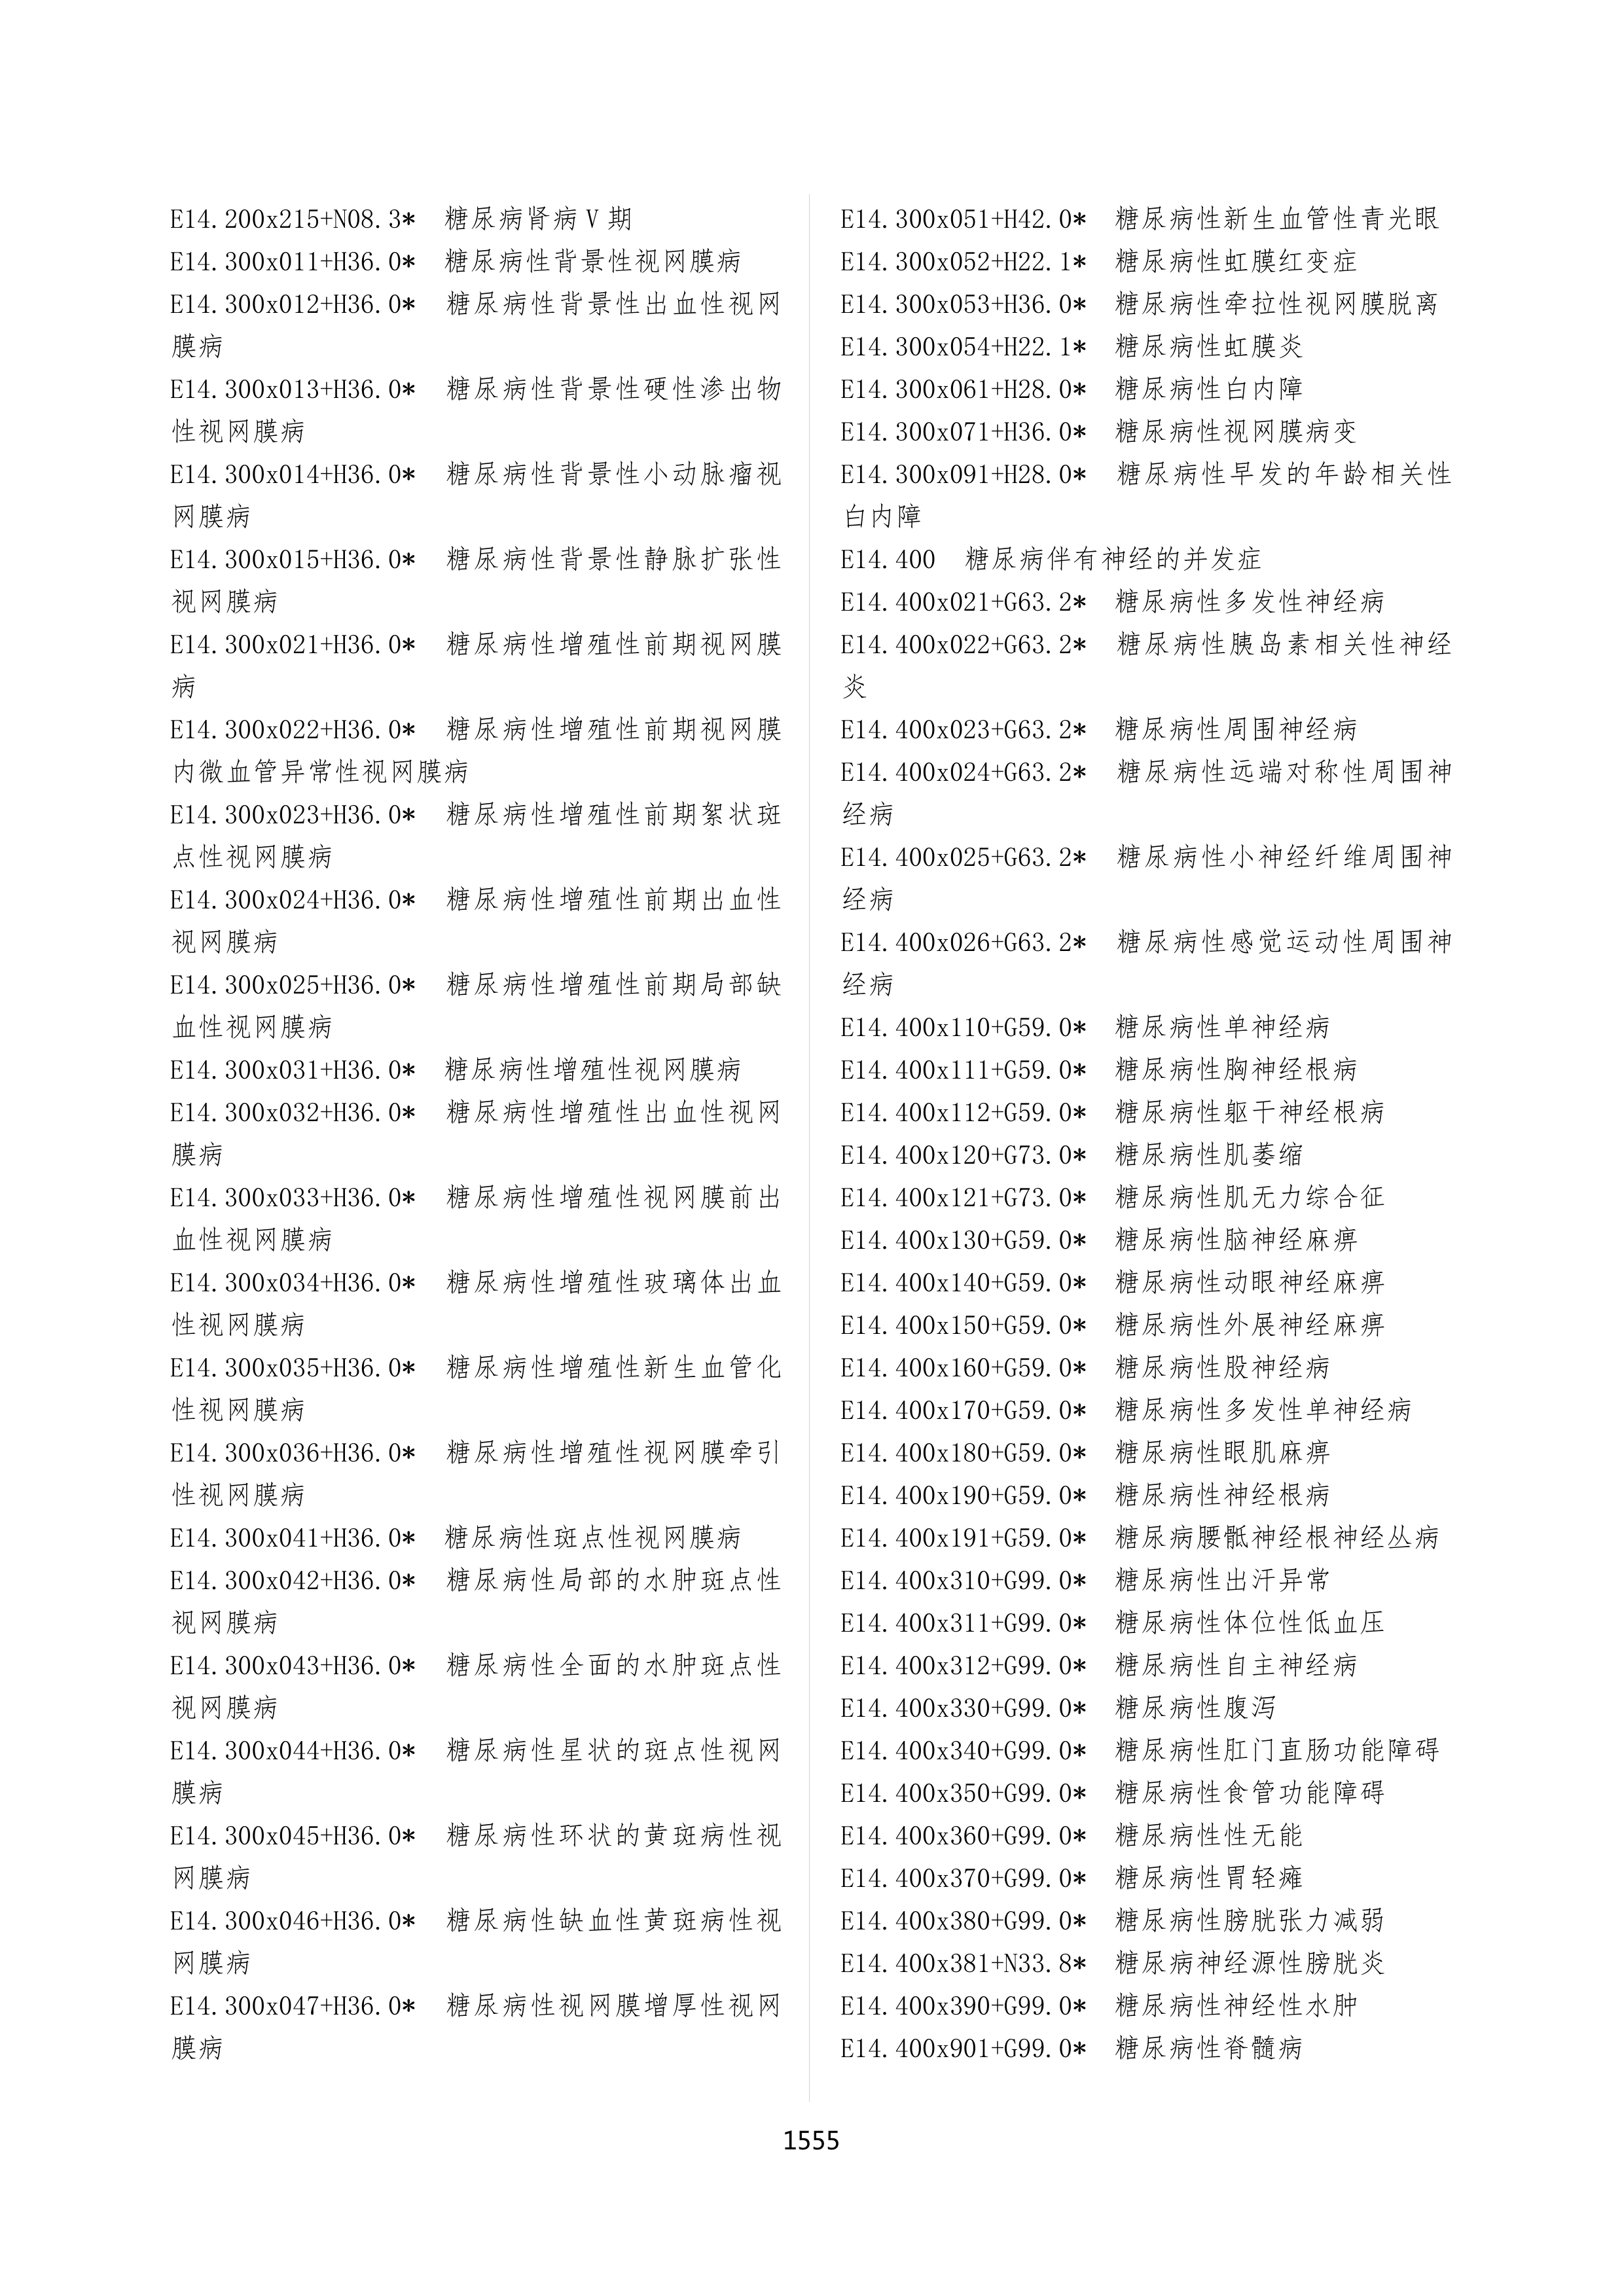 E14.200x215+N08.3* 糖尿病肾病V期
E14.300x011+H36.0* 糖尿病性背景性视网膜病
E14.300x012+H36.0* 糖尿病性背景性出血性视网
膜病
E14.300x013+H36.0* 糖尿病性背景性硬性渗出物
性视网膜病
E14.300x014+H36.0* 糖尿病性背景性小动脉瘤视
网膜病
E14.300x015+H36.0* 糖尿病性背景性静脉扩张性
视网膜病
E14.300x021+H36.0* 糖尿病性增殖性前期视网膜
病
E14.300x022+H36.0* 糖尿病性增殖性前期视网膜
内微血管异常性视网膜病
E14.300x023+H36.0* 糖尿病性增殖性前期絮状斑
点性视网膜病
E14.300x024+H36.0* 糖尿病性增殖性前期出血性
视网膜病
E14.300x025+H36.0* 糖尿病性增殖性前期局部缺
血性视网膜病
E14.300x031+H36.0* 糖尿病性增殖性视网膜病
E14.300x032+H36.0* 糖尿病性增殖性出血性视网
膜病
E14.300x033+H36.0* 糖尿病性增殖性视网膜前出
血性视网膜病
E14.300x034+H36.0* 糖尿病性增殖性玻璃体出血
性视网膜病
E14.300x035+H36.0* 糖尿病性增殖性新生血管化
性视网膜病
E14.300x036+H36.0* 糖尿病性增殖性视网膜牵引
性视网膜病
E14.300x041+H36.0* 糖尿病性斑点性视网膜病
E14.300x042+H36.0* 糖尿病性局部的水肿斑点性
视网膜病
E14.300x043+H36.0* 糖尿病性全面的水肿斑点性
视网膜病
E14.300x044+H36.0* 糖尿病性星状的斑点性视网
膜病
E14.300x045+H36.0* 糖尿病性环状的黄斑病性视
网膜病
E14.300x046+H36.0* 糖尿病性缺血性黄斑病性视
网膜病
E14.300x047+H36.0* 糖尿病性视网膜增厚性视网
膜病
E14.300x051+H42.0* 糖尿病性新生血管性青光眼
E14.300x052+H22.1* 糖尿病性虹膜红变症
E14.300x053+H36.0* 糖尿病性牵拉性视网膜脱离
E14.300x054+H22.1* 糖尿病性虹膜炎
E14.300x061+H28.0* 糖尿病性白内障
E14.300x071+H36.0* 糖尿病性视网膜病变
E14.300x091+H28.0* 糖尿病性早发的年龄相关性
白内障
E14.400 糖尿病伴有神经的并发症
E14.400x021+G63.2* 糖尿病性多发性神经病
E14.400x022+G63.2* 糖尿病性胰岛素相关性神经
炎
E14.400x023+G63.2* 糖尿病性周围神经病
E14.400x024+G63.2* 糖尿病性远端对称性周围神
经病
E14.400x025+G63.2* 糖尿病性小神经纤维周围神
经病
E14.400x026+G63.2* 糖尿病性感觉运动性周围神
经病
E14.400x110+G59.0* 糖尿病性单神经病
E14.400x111+G59.0* 糖尿病性胸神经根病
E14.400x112+G59.0* 糖尿病性躯干神经根病
E14.400x120+G73.0* 糖尿病性肌萎缩
E14.400x121+G73.0* 糖尿病性肌无力综合征
E14.400x130+G59.0* 糖尿病性脑神经麻痹
E14.400x140+G59.0* 糖尿病性动眼神经麻痹
E14.400x150+G59.0* 糖尿病性外展神经麻痹
E14.400x160+G59.0* 糖尿病性股神经病
E14.400x170+G59.0* 糖尿病性多发性单神经病
E14.400x180+G59.0* 糖尿病性眼肌麻痹
E14.400x190+G59.0* 糖尿病性神经根病
E14.400x191+G59.0* 糖尿病腰骶神经根神经丛病
E14.400x310+G99.0* 糖尿病性出汗异常
E14.400x311+G99.0* 糖尿病性体位性低血压
E14.400x312+G99.0* 糖尿病性自主神经病
E14.400x330+G99.0* 糖尿病性腹泻
E14.400x340+G99.0* 糖尿病性肛门直肠功能障碍
E14.400x350+G99.0* 糖尿病性食管功能障碍
E14.400x360+G99.0* 糖尿病性性无能
E14.400x370+G99.0* 糖尿病性胃轻瘫
E14.400x380+G99.0* 糖尿病性膀胱张力减弱
E14.400x381+N33.8* 糖尿病神经源性膀胱炎
E14.400x390+G99.0* 糖尿病性神经性水肿
E14.400x901+G99.0* 糖尿病性脊髓病
1555